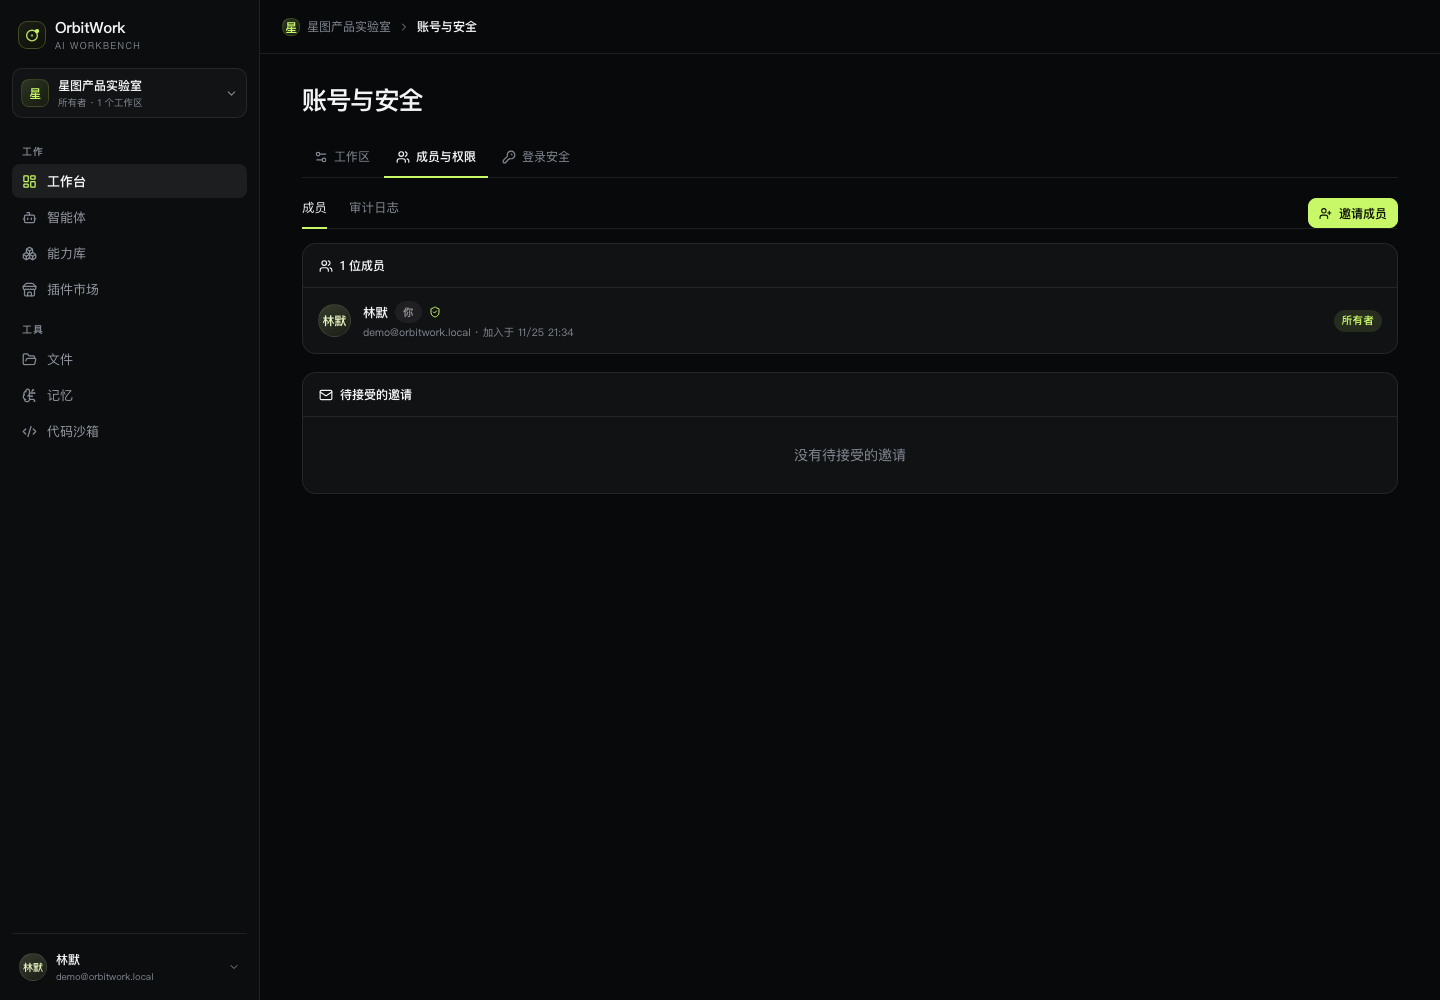 OrbitWork
AI WORKBENCH
星
星图产品实验室
所有者 · 1 个工作区
工作
工作台
智能体
能力库
插件市场
工具
文件
记忆
代码沙箱
林默
林默
demo@orbitwork.local
星
星图产品实验室
账号与安全
账号与安全
工作区
成员与权限
登录安全
成员
审计日志
邀请成员
1 位成员
林默
林默
你
demo@orbitwork.local · 加入于 11/25 21:34
所有者
待接受的邀请
没有待接受的邀请